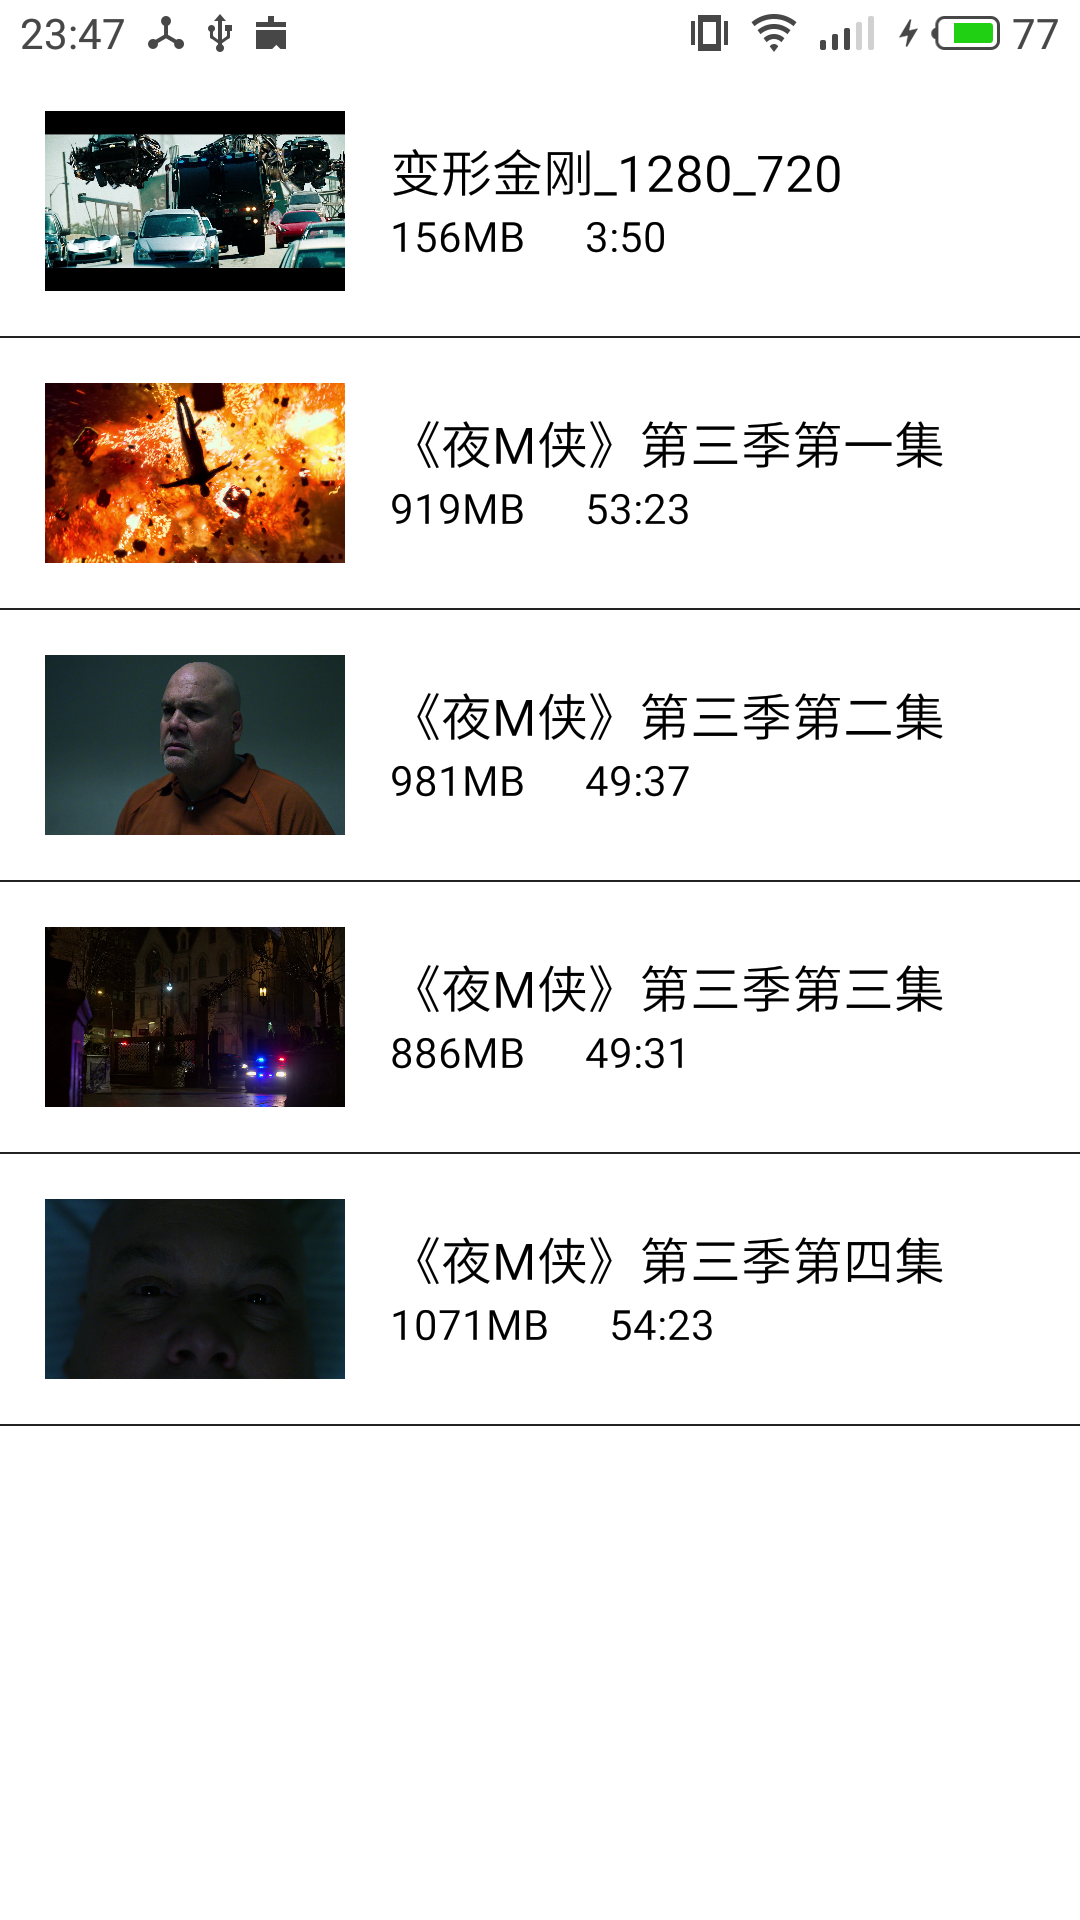 23:47
77
变形金刚_1280_720
156MB 3:50
《夜M侠》第三季第一集
919MB 53:23
《夜M侠》第三季第二集
981MB 49:37
《夜M侠》第三季第三集
886MB 49:31
《夜M侠》第三季第四集
1071MB 54:23